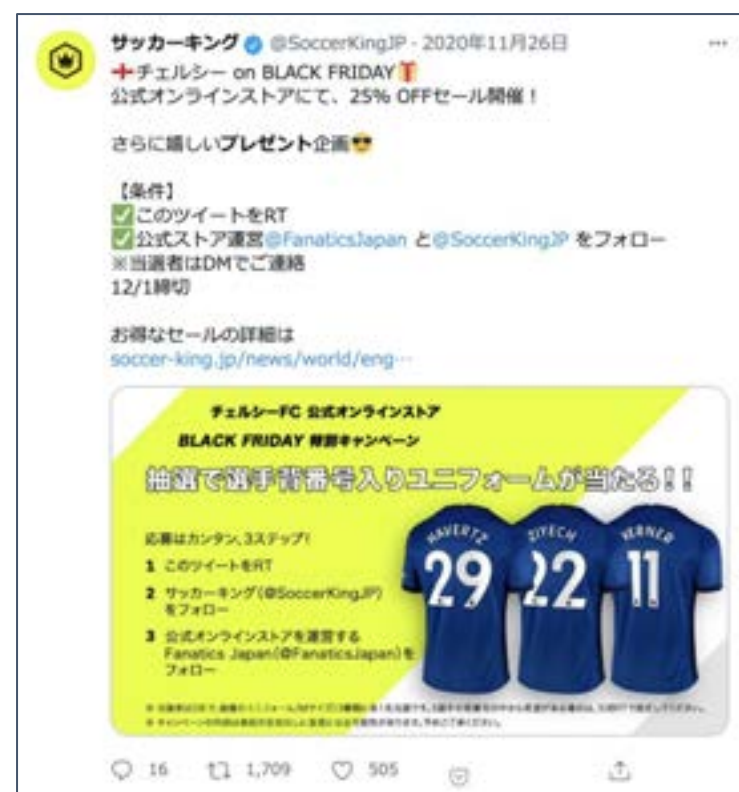 サッカーキング @SoccerKingJP · 2020年11月26日
チェルシー on BLACK FRIDAY
公式オンラインストアにて、25% OFFセール開催！
さらに嬉しいプレゼント企画
【条件】
このツイートをRT
公式ストア運営@FanaticsJapan と@SoccerKingJP をフォロー
※当選者はDMでご連絡
12/1締切
お得なセールの詳細は
soccer-king.jp/news/world/eng…
チェルシーFC 公式オンラインストア
BLACK FRIDAY 特別キャンペーン
抽選で選手背番号入りユニフォームが当たる!!
応募はカンタン、3ステップ!
1 このツイートをRT
2 サッカーキング(@SoccerKingJP)
をフォロー
3 公式オンラインストアを運営する
Fanatics Japan(@FanaticsJapan)を
フォロー
HAVERTZ
29
ZIYECH
22
WERNER
11
16 1,709 505